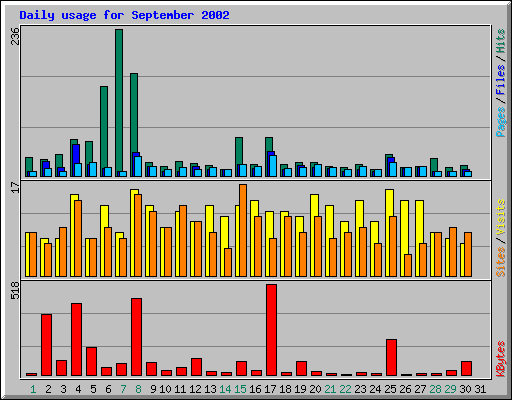 Daily usage for September 2002
236
Pages / Files / Hits
17
Sites / Visits
518
KBytes
1 2 3 4 5 6 7 8 9 10 11 12 13 14 15 16 17 18 19 20 21 22 23 24 25 26 27 28 29 30 31